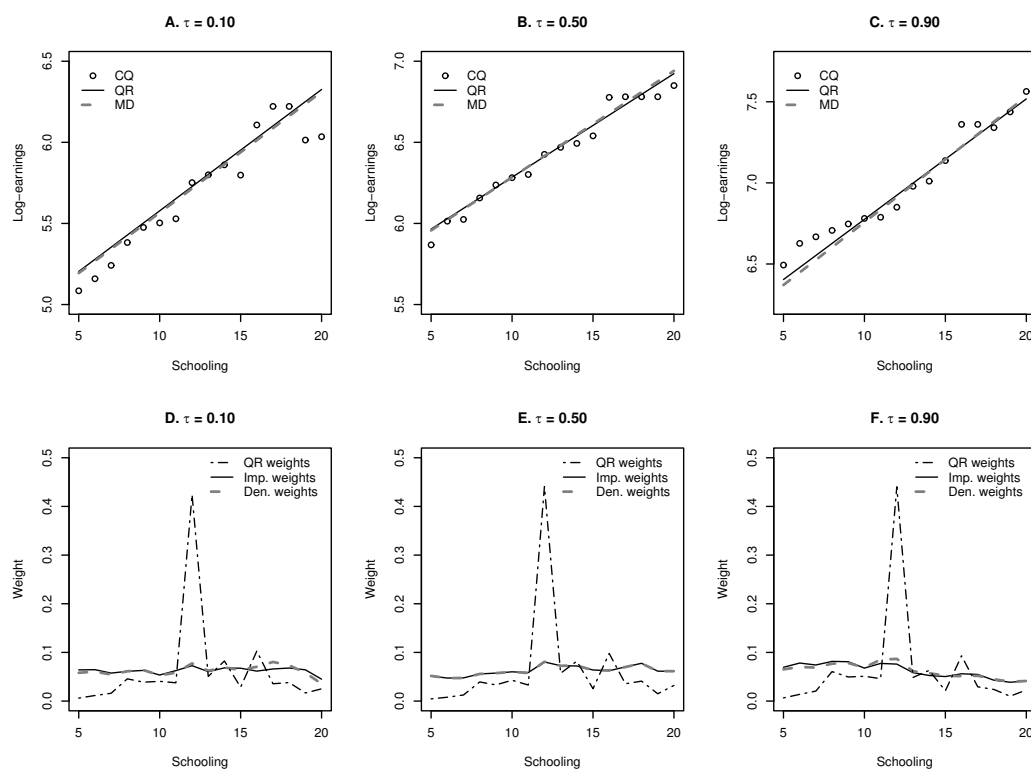 A. τ = 0.10
CQ
QR
MD
Log−earnings
5.0 5.5 6.0 6.5
5 10 15 20
Schooling
B. τ = 0.50
CQ
QR
MD
Log−earnings
5.5 6.0 6.5 7.0
5 10 15 20
Schooling
C. τ = 0.90
CQ
QR
MD
Log−earnings
6.5 7.0 7.5
5 10 15 20
Schooling
D. τ = 0.10
QR weights
Imp. weights
Den. weights
Weight
0.0 0.1 0.2 0.3 0.4 0.5
5 10 15 20
Schooling
E. τ = 0.50
QR weights
Imp. weights
Den. weights
Weight
0.0 0.1 0.2 0.3 0.4 0.5
5 10 15 20
Schooling
F. τ = 0.90
QR weights
Imp. weights
Den. weights
Weight
0.0 0.1 0.2 0.3 0.4 0.5
5 10 15 20
Schooling